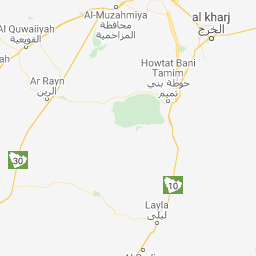 Al-Muzahmiya
محافظة
المزاحمية
al kharj
الخرج
Al Quwaiiyah
القويعية
ah
Howtat Bani
Tamim
حوطة بني
تميم
Ar Rayn
الرين
30
10
Layla
ليلى